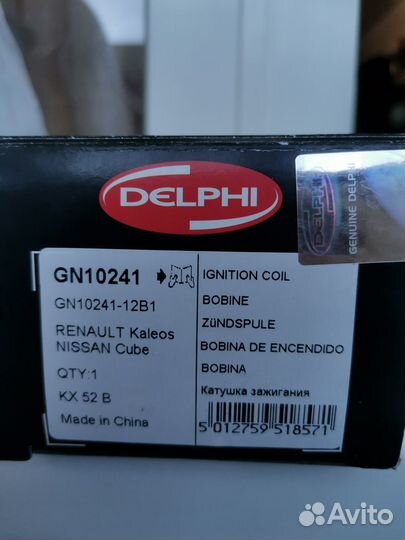 DELPHI
GENUINE DELPHI
GN10241
GN10241-12B1
RENAULT Kaleos
NISSAN Cube
QTY:1
KX 52 B
Made in China
IGNITION COIL
BOBINE
ZüNDSPULE
BOBINA DE ENCENDIDO
BOBINA
Катушка зажигания
5 012759 518571
Avito